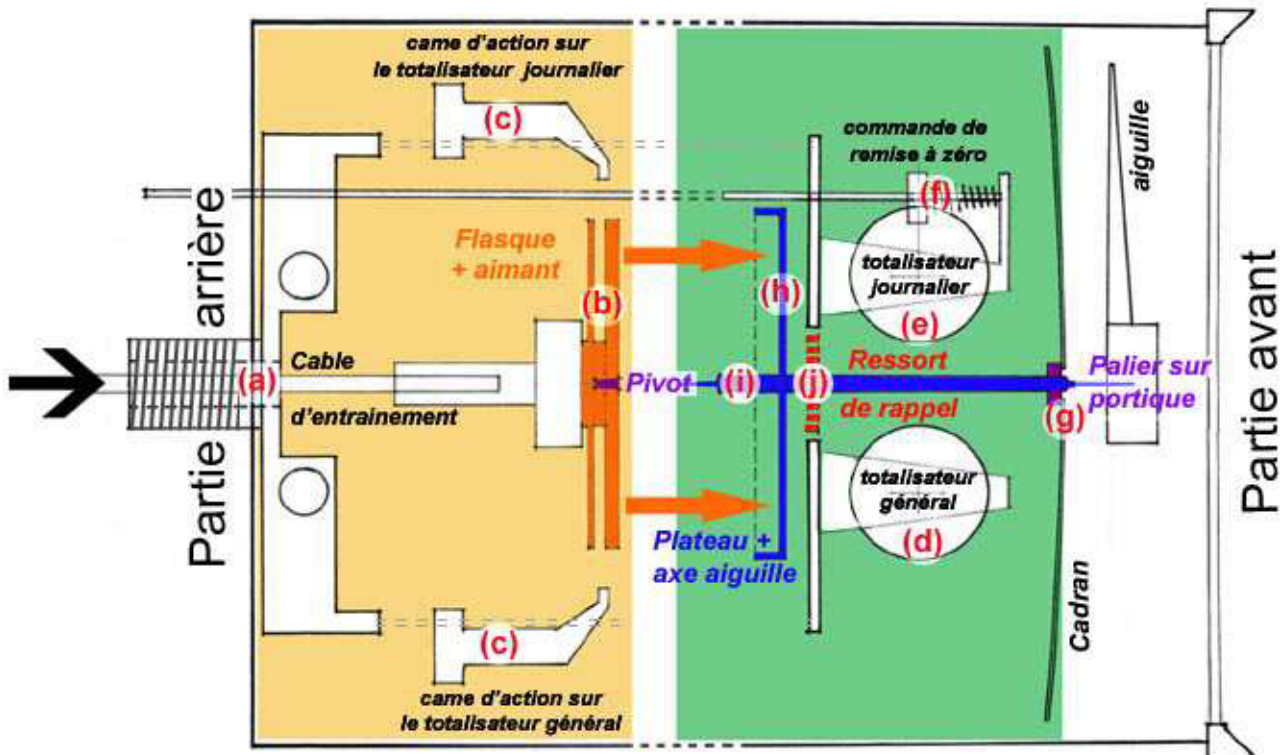 came d'action sur
le totalisateur journalier
(c)
commande de
remise à zéro
(f)
aiguille
Partie arrière
Flasque
+ aimant
(b)
(h)
totalisateur
journalier
(e)
Partie avant
(a)
Cable
d'entrainement
Pivot
(i)
(j)
Ressort
de rappel
(g)
Palier sur
portique
Plateau +
axe aiguille
totalisateur
général
(d)
Cadran
(c)
came d'action sur
le totalisateur général